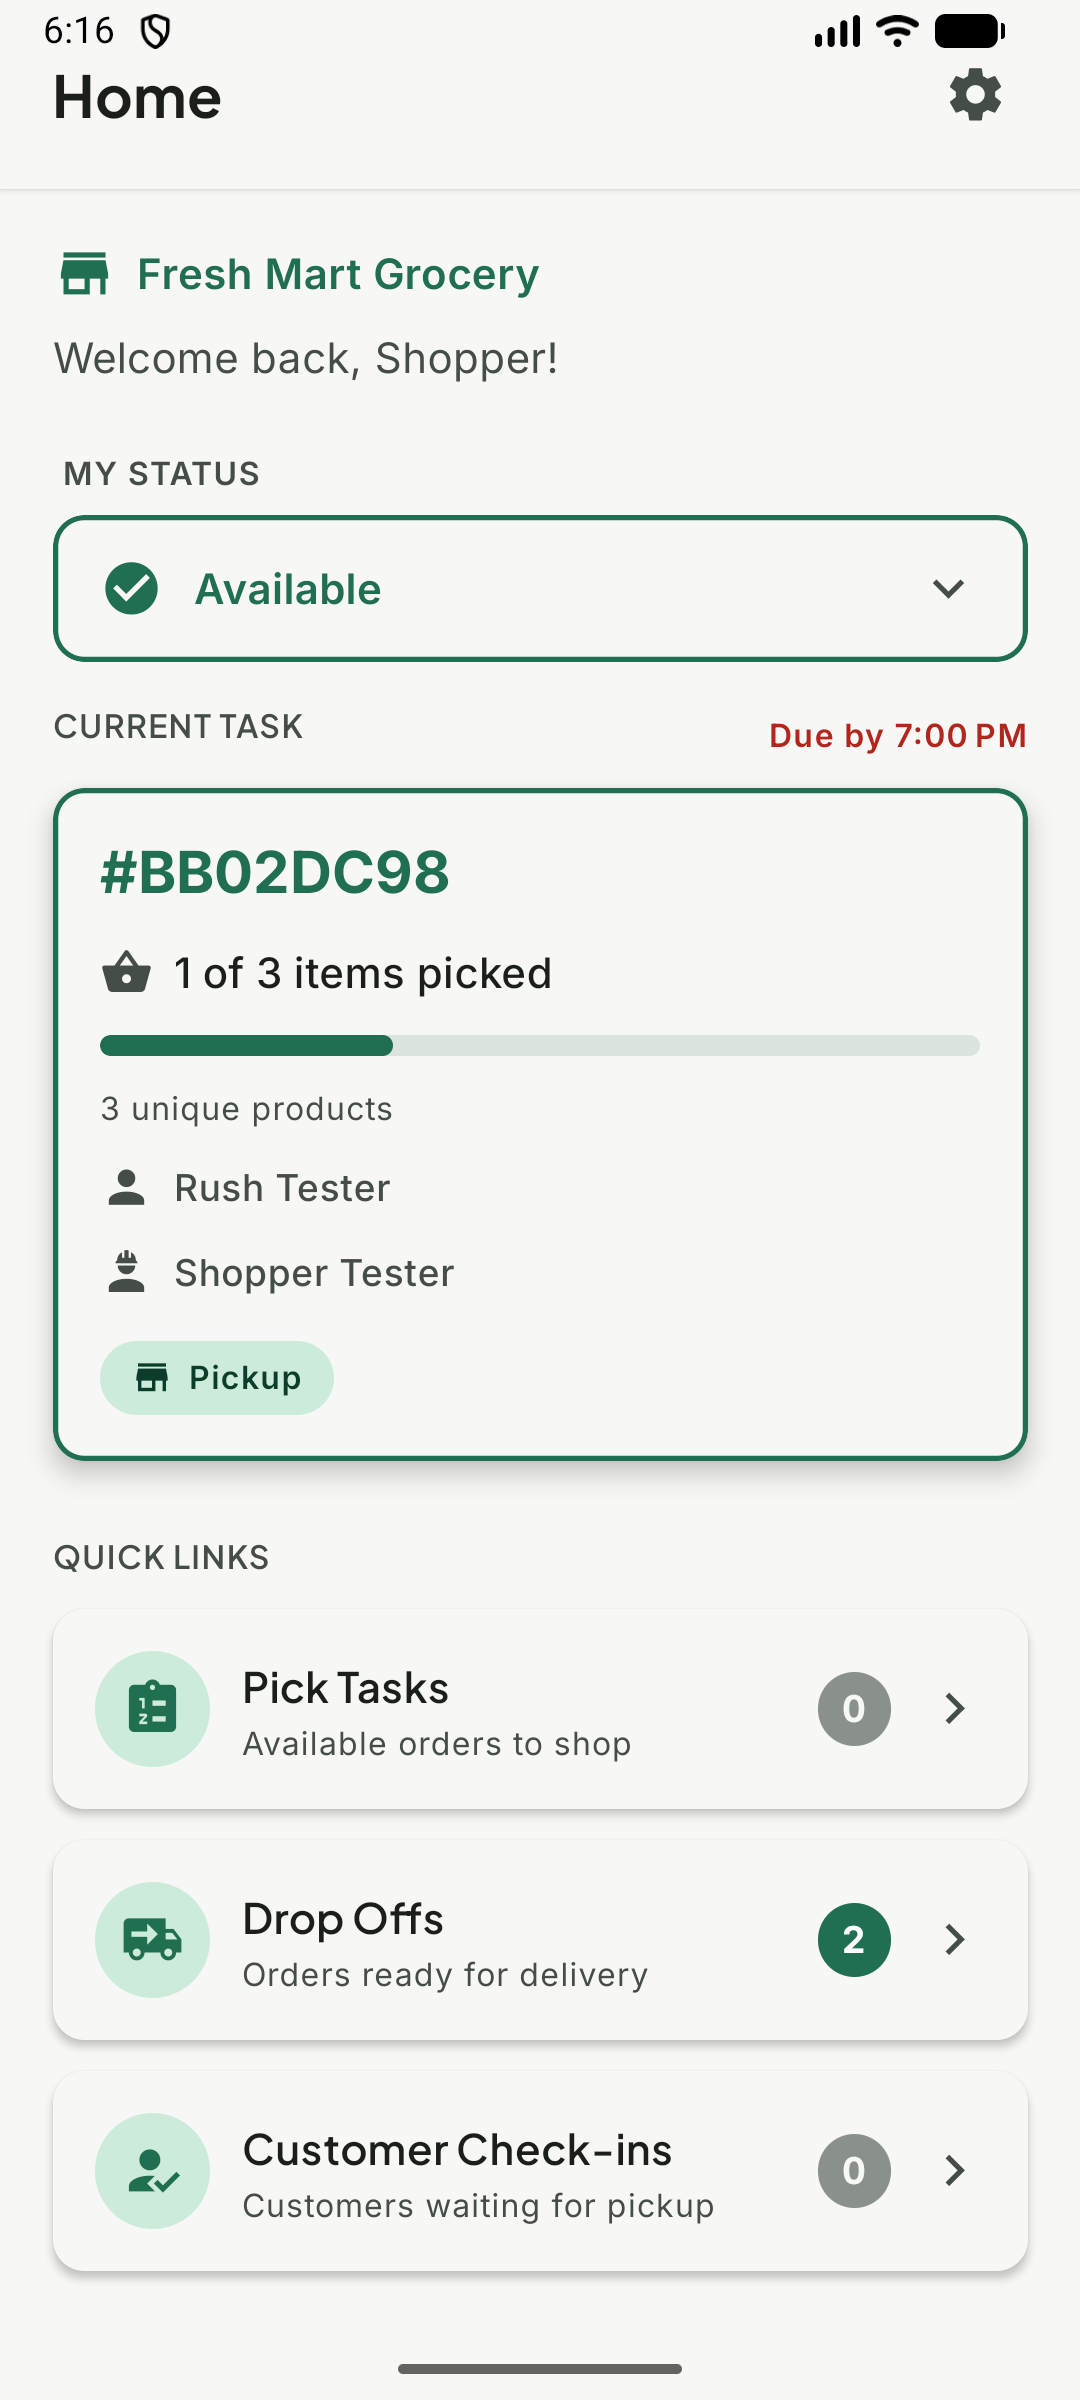 6:16
Home
Fresh Mart Grocery
Welcome back, Shopper!
MY STATUS
Available
CURRENT TASK
Due by 7:00 PM
#BB02DC98
1 of 3 items picked
3 unique products
Rush Tester
Shopper Tester
Pickup
QUICK LINKS
Pick Tasks
Available orders to shop
0
Drop Offs
Orders ready for delivery
2
Customer Check-ins
Customers waiting for pickup
0